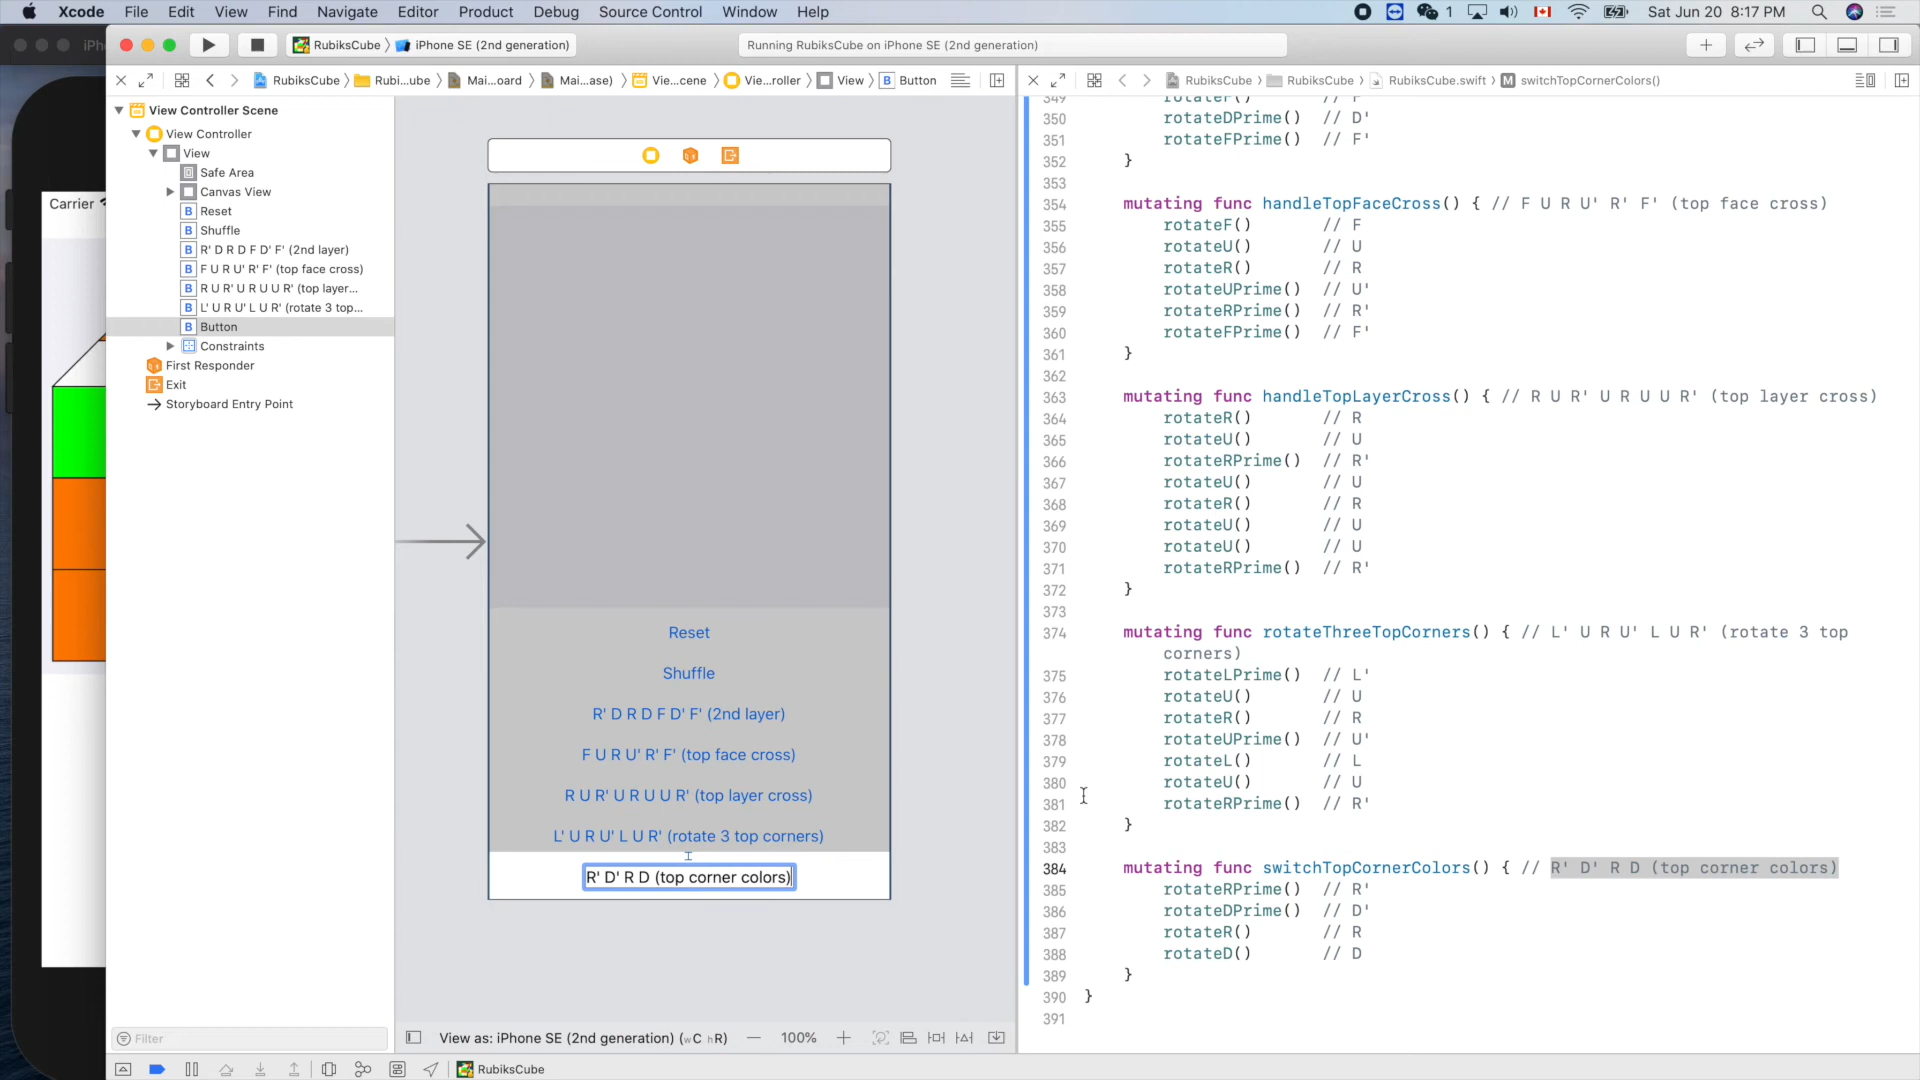 Xcode File Edit View Find Navigate Editor Product Debug Source Control Window Help 1 Sat Jun 20 8:17 PM
RubiksCube iPhone SE (2nd generation) Running RubiksCube on iPhone SE (2nd generation)
RubiksCube Rubi...ube Mai...oard Mai...ase) Vie...cene Vie...roller View B Button
RubiksCube RubiksCube RubiksCube.swift M switchTopCornerColors()
View Controller Scene
View Controller
View
Safe Area
Canvas View
B Reset
B Shuffle
B R' D R D F D' F' (2nd layer)
B F U R U' R' F' (top face cross)
B R U R' U R U U R' (top layer...
B L' U R U' L U R' (rotate 3 top...
B Button
Constraints
First Responder
Exit
Storyboard Entry Point
Carrier
Filter
Reset
Shuffle
R' D R D F D' F' (2nd layer)
F U R U' R' F' (top face cross)
R U R' U R U U R' (top layer cross)
L' U R U' L U R' (rotate 3 top corners)
R' D' R D (top corner colors)
View as: iPhone SE (2nd generation) (wC hR) 100%
349 rotateF() // F
350 rotateDPrime() // D'
351 rotateFPrime() // F'
352 }
353
354 mutating func handleTopFaceCross() { // F U R U' R' F' (top face cross)
355 rotateF() // F
356 rotateU() // U
357 rotateR() // R
358 rotateUPrime() // U'
359 rotateRPrime() // R'
360 rotateFPrime() // F'
361 }
362
363 mutating func handleTopLayerCross() { // R U R' U R U U R' (top layer cross)
364 rotateR() // R
365 rotateU() // U
366 rotateRPrime() // R'
367 rotateU() // U
368 rotateR() // R
369 rotateU() // U
370 rotateU() // U
371 rotateRPrime() // R'
372 }
373
374 mutating func rotateThreeTopCorners() { // L' U R U' L U R' (rotate 3 top
corners)
375 rotateLPrime() // L'
376 rotateU() // U
377 rotateR() // R
378 rotateUPrime() // U'
379 rotateL() // L
380 rotateU() // U
381 rotateRPrime() // R'
382 }
383
384 mutating func switchTopCornerColors() { // R' D' R D (top corner colors)
385 rotateRPrime() // R'
386 rotateDPrime() // D'
387 rotateR() // R
388 rotateD() // D
389 }
390 }
391
RubiksCube